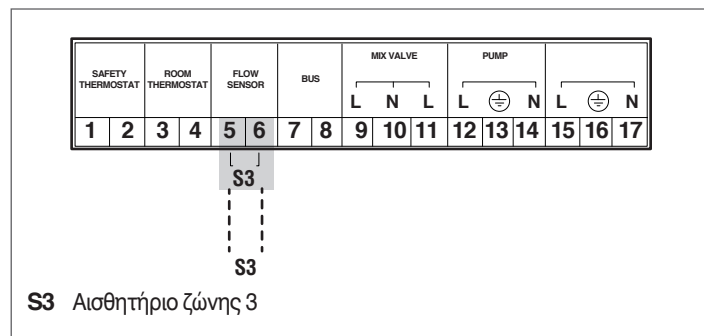 MIX VALVE PUMP
SAFETY THERMOSTAT ROOM THERMOSTAT FLOW SENSOR BUS
L N L L N L N
1 2 3 4 5 6 7 8 9 10 11 12 13 14 15 16 17
S3
S3
S3 Αισθητήριο ζώνης 3